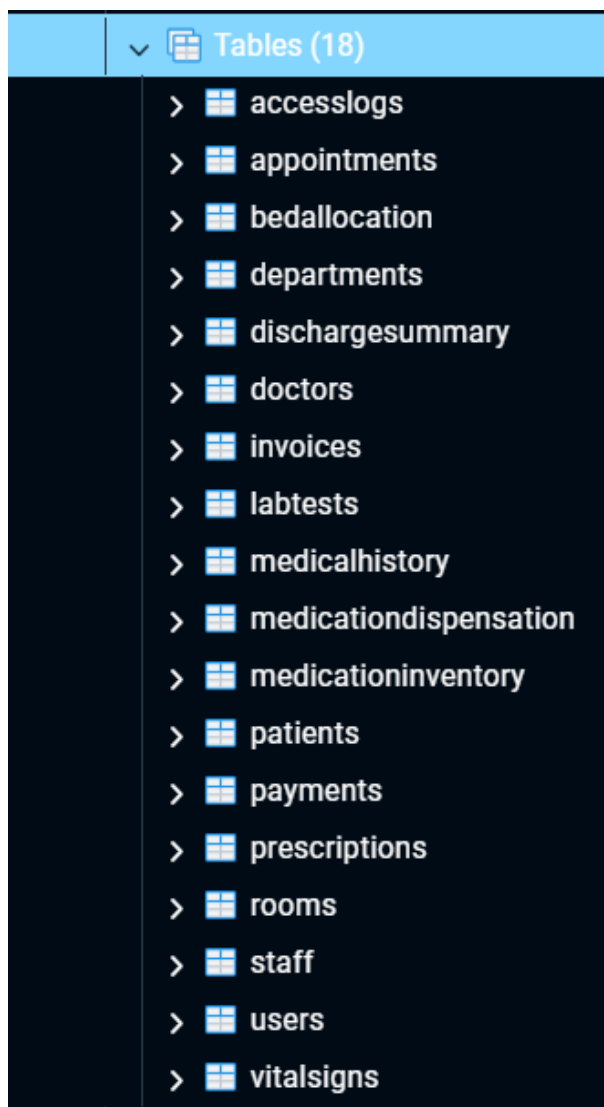 Tables (18)
accesslogs
appointments
bedallocation
departments
dischargesummary
doctors
invoices
labtests
medicalhistory
medicationdispensation
medicationinventory
patients
payments
prescriptions
rooms
staff
users
vitalsigns